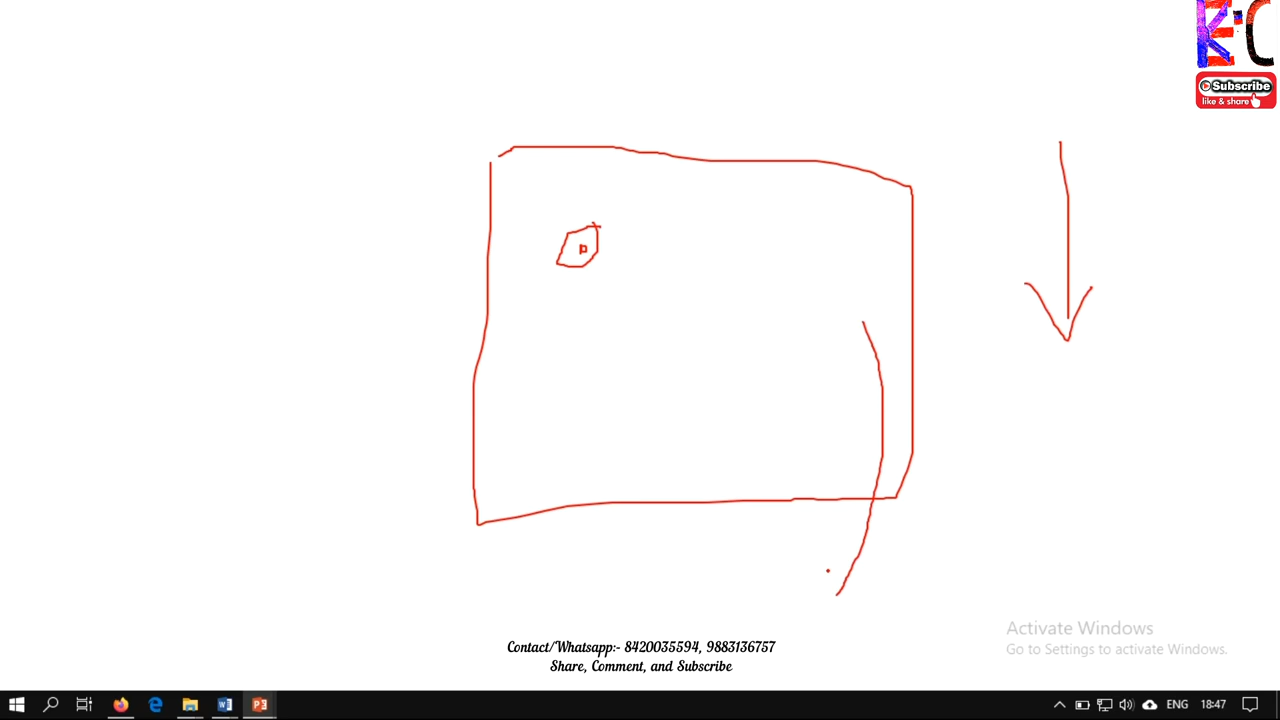 KEC
Subscribe
like & share
Activate Windows
Go to Settings to activate Windows.
Contact/Whatsapp:- 8420035594, 9883136757
Share, Comment, and Subscribe
ENG
18:47